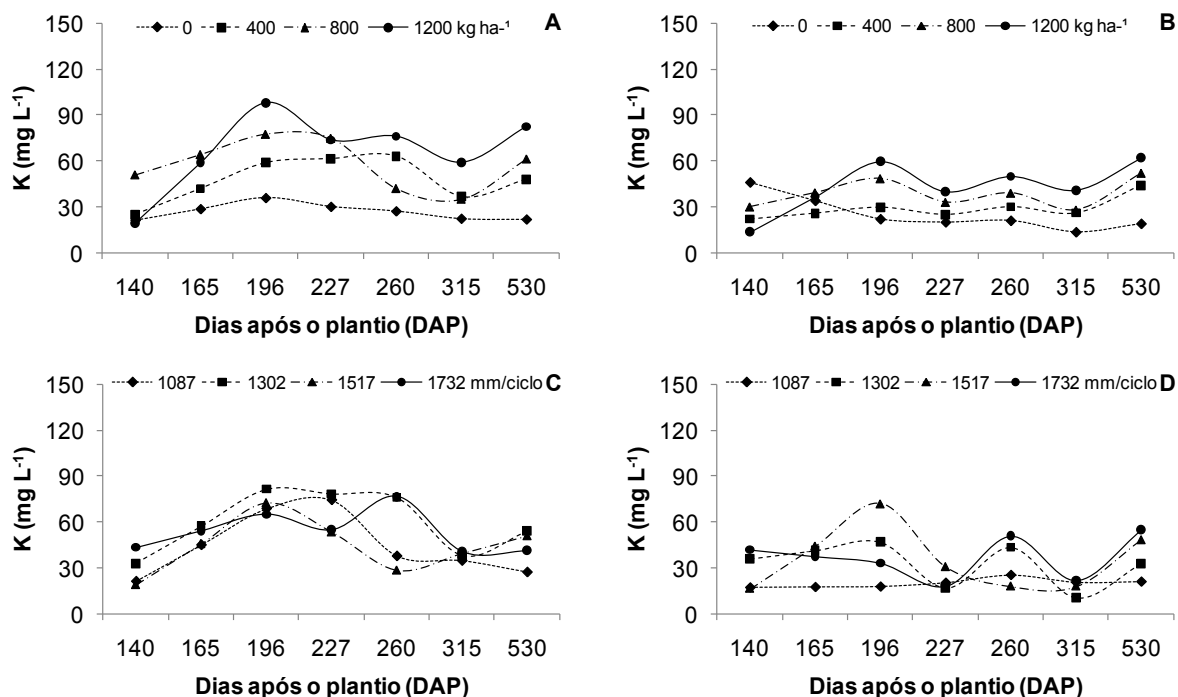 0 400 800 1200 kg ha-¹ A
150
120
90
60
30
0
K (mg L-1)
140 165 196 227 260 315 530
Dias após o plantio (DAP)
0 400 800 1200 kg ha-¹ B
150
120
90
60
30
0
K (mg L-1)
140 165 196 227 260 315 530
Dias após o plantio (DAP)
1087 1302 1517 1732 mm/ciclo C
150
120
90
60
30
0
K (mg L-1)
140 165 196 227 260 315 530
Dias após o plantio (DAP)
1087 1302 1517 1732 mm/ciclo D
150
120
90
60
30
0
K (mg L-1)
140 165 196 227 260 315 530
Dias após o plantio (DAP)